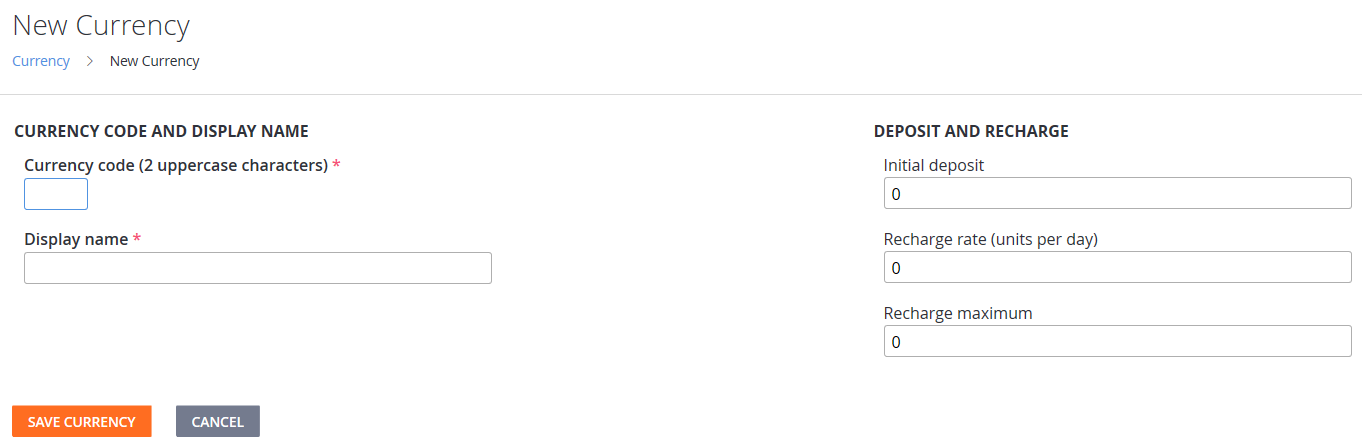 New Currency
Currency > New Currency
CURRENCY CODE AND DISPLAY NAME
Currency code (2 uppercase characters) *
Display name *
DEPOSIT AND RECHARGE
Initial deposit
0
Recharge rate (units per day)
0
Recharge maximum
0
SAVE CURRENCY
CANCEL